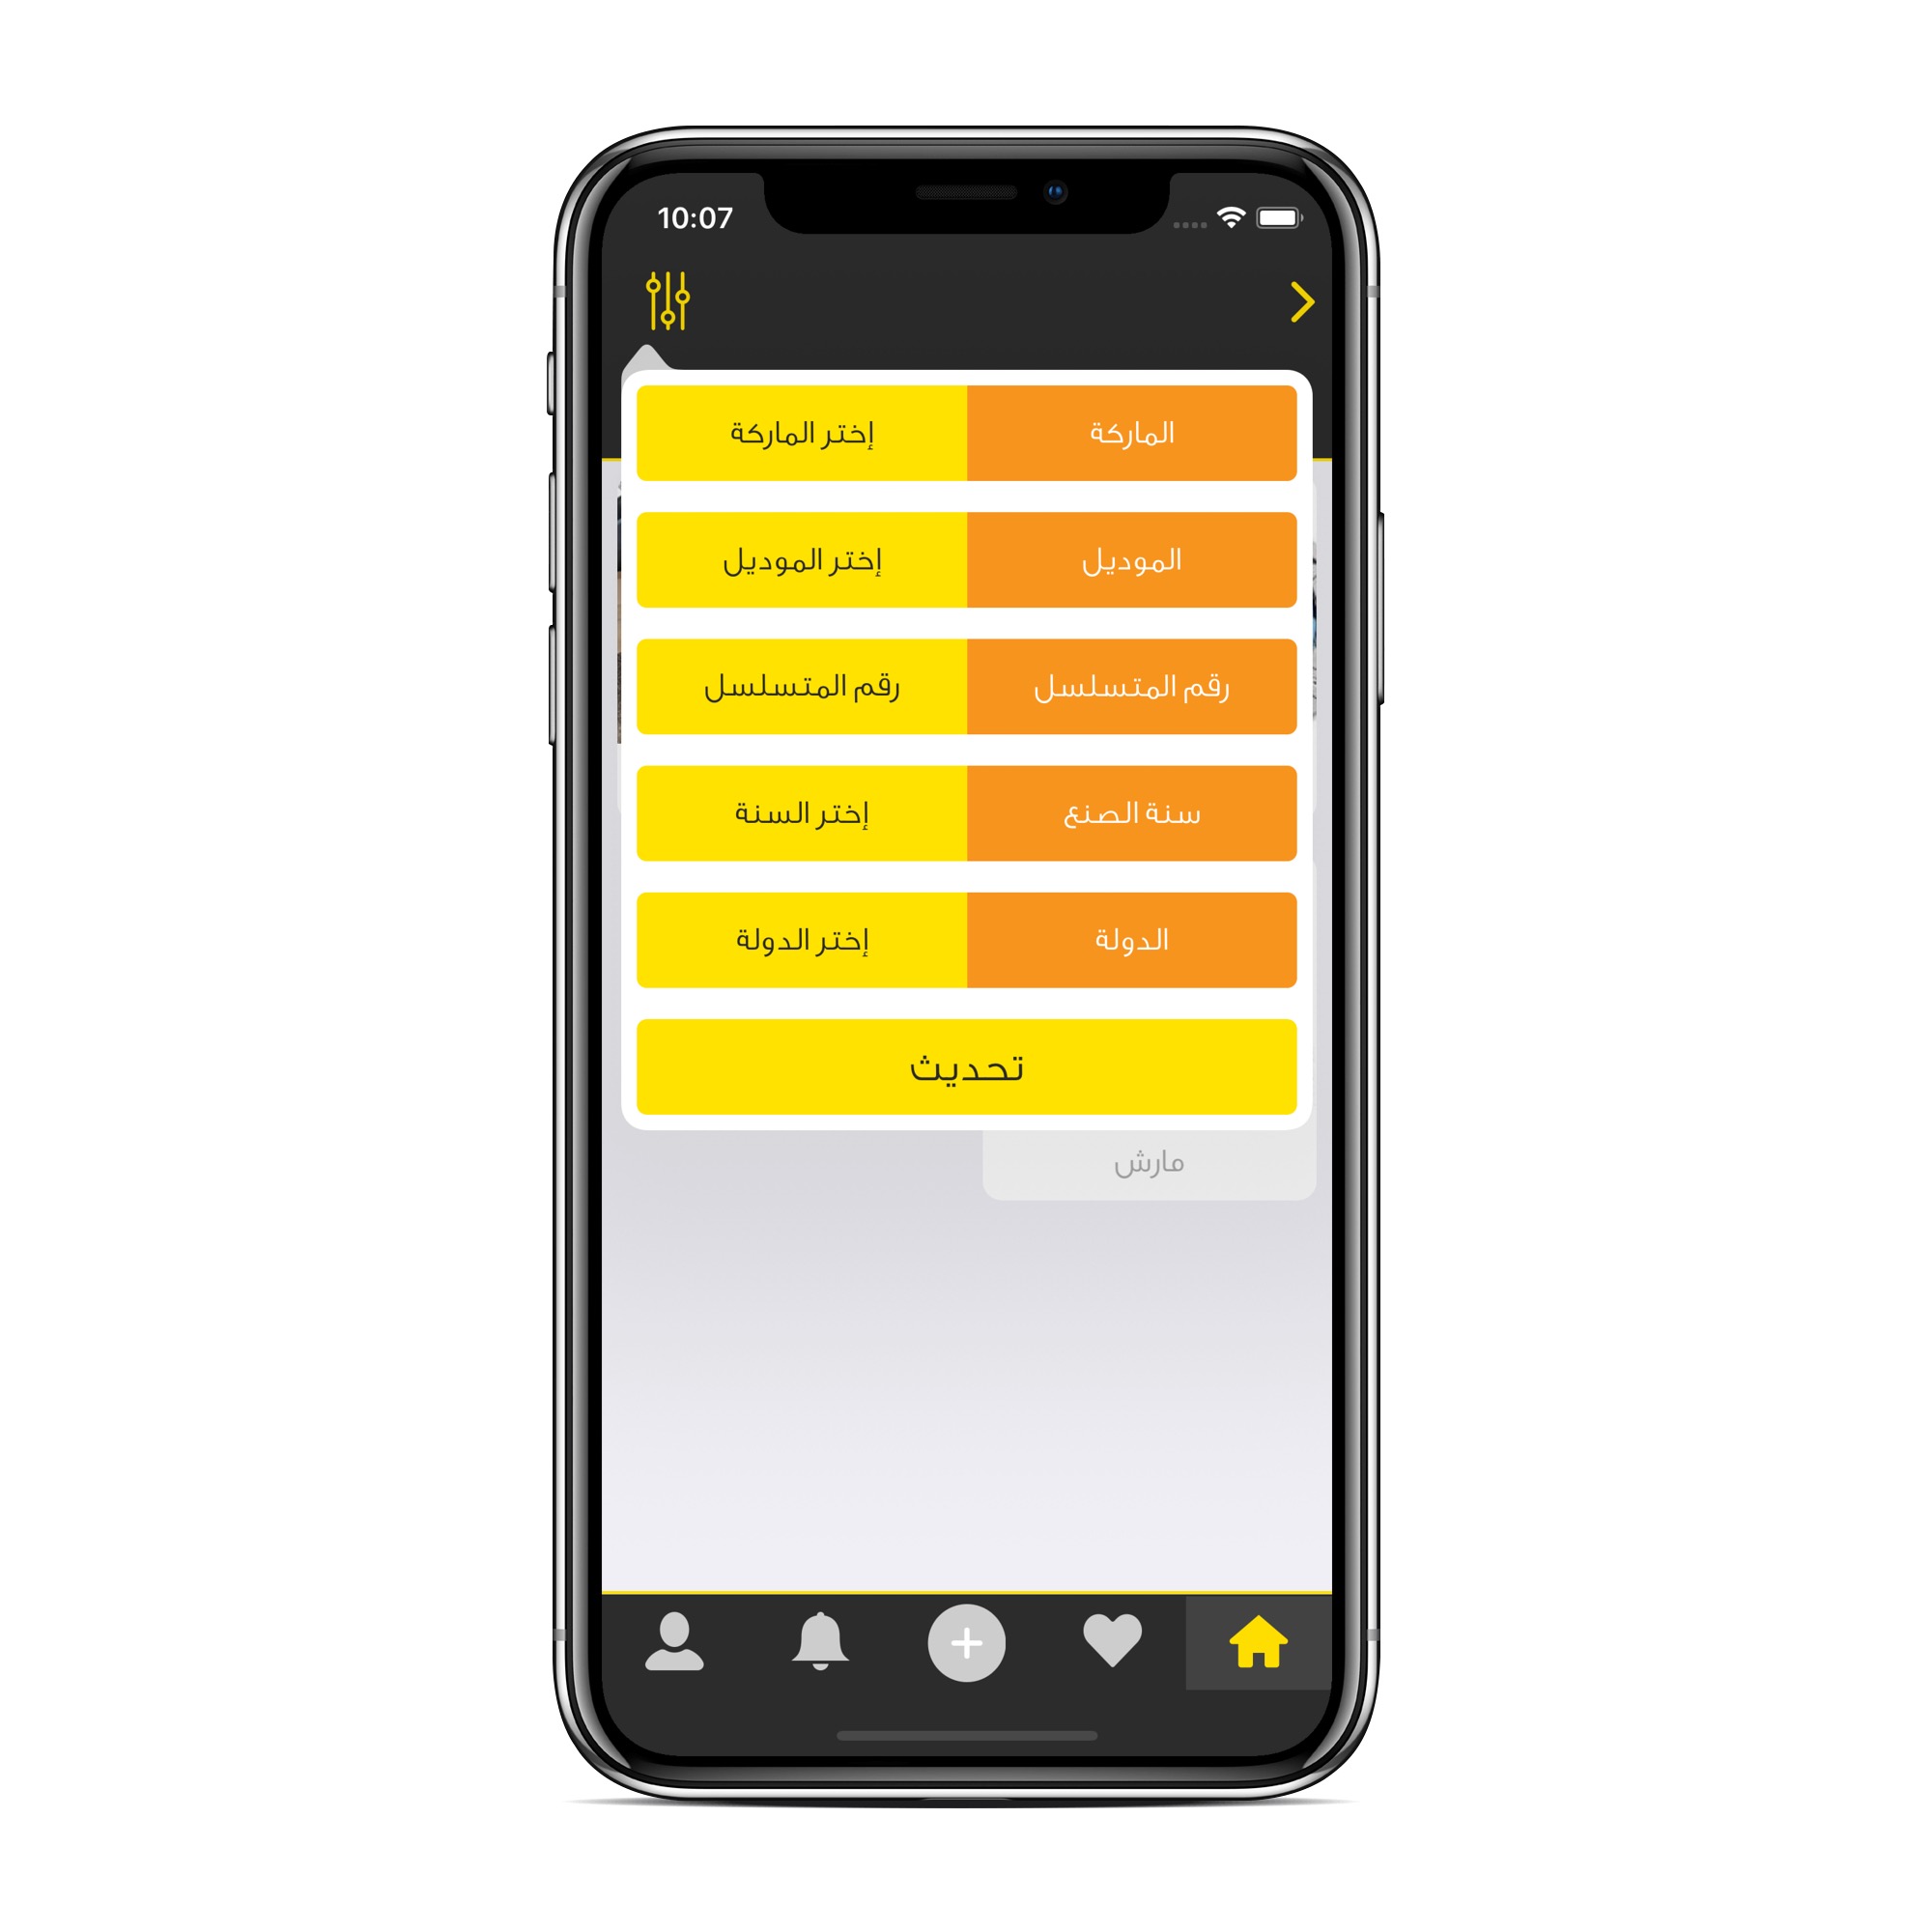 10:07
الماركة إختر الماركة
الموديل إختر الموديل
رقم المتسلسل رقم المتسلسل
سنة الصنع إختر السنة
الدولة إختر الدولة
تحديث
مارش